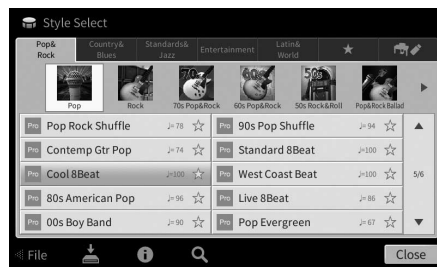 Style Select
Pop& Rock
Country& Blues
Standards& Jazz
Entertainment
Latin& World
Pop
Rock
70s Pop&Rock
60s Pop&Rock
50s Rock&Roll
Pop&Rock Ballad
Pro Pop Rock Shuffle ♩= 78
Pro 90s Pop Shuffle ♩= 94
Pro Contemp Gtr Pop ♩= 74
Pro Standard 8Beat ♩=100
Pro Cool 8Beat ♩=100
Pro West Coast Beat ♩=100
Pro 80s American Pop ♩= 96
Pro Live 8Beat ♩= 86
Pro 00s Boy Band ♩= 90
Pro Pop Evergreen ♩= 67
5/6
File
Close